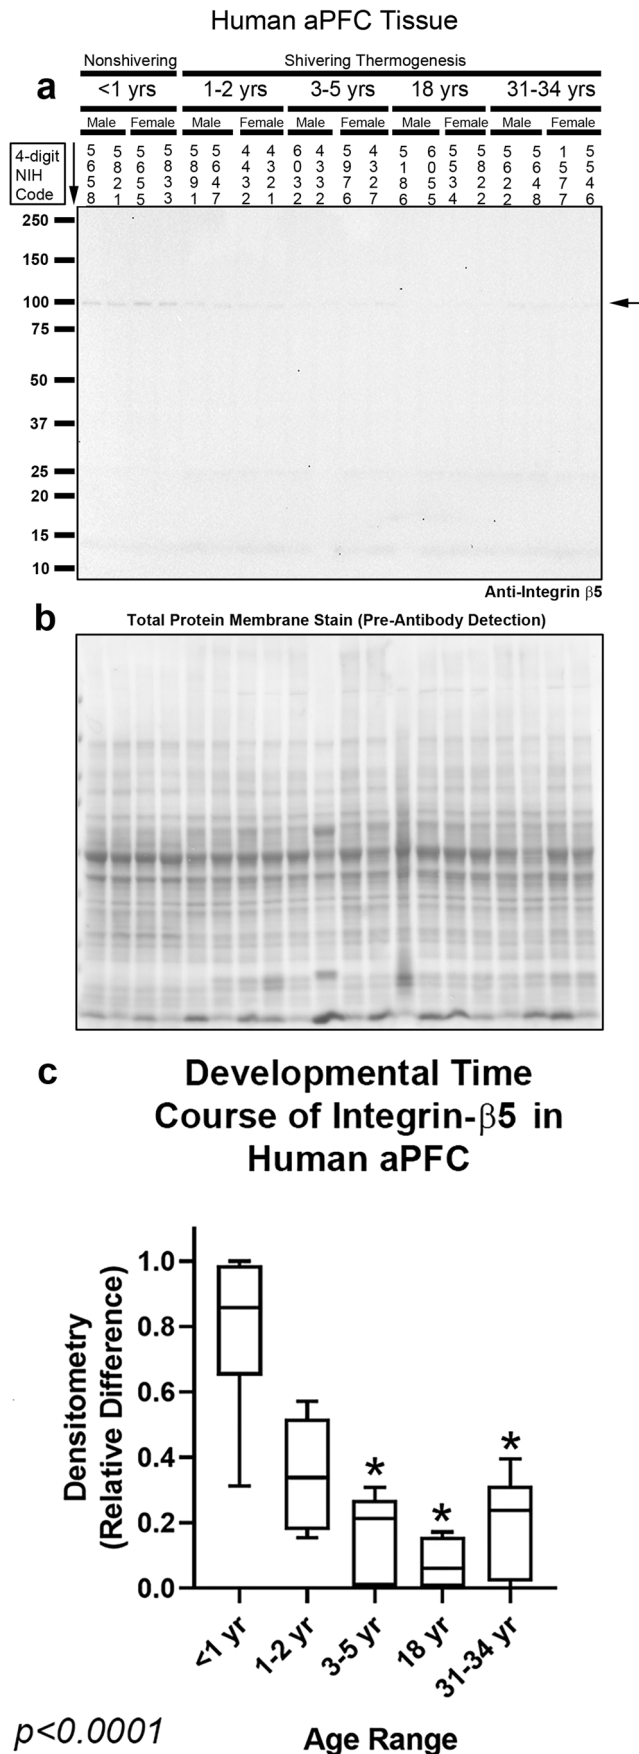 Human aPFC Tissue
Nonshivering Shivering Thermogenesis
a
<1 yrs 1-2 yrs 3-5 yrs 18 yrs 31-34 yrs
Male Female Male Female Male Female Male Female Male Female
4-digit
NIH
Code
5658 5821 5655 5833 5891 5647 4432 4321 6032 4332 5976 4327 5186 6055 5534 5822 5622 5648 1577 5546
250
150
100
75
50
37
25
20
15
10
Anti-Integrin β5
b
Total Protein Membrane Stain (Pre-Antibody Detection)
c
Developmental Time
Course of Integrin-β5 in
Human aPFC
Densitometry
(Relative Difference)
1.0
0.8
0.6
0.4
0.2
0.0
* * *
<1 yr
1-2 yr
3-5 yr
18 yr
31-34 yr
p<0.0001
Age Range